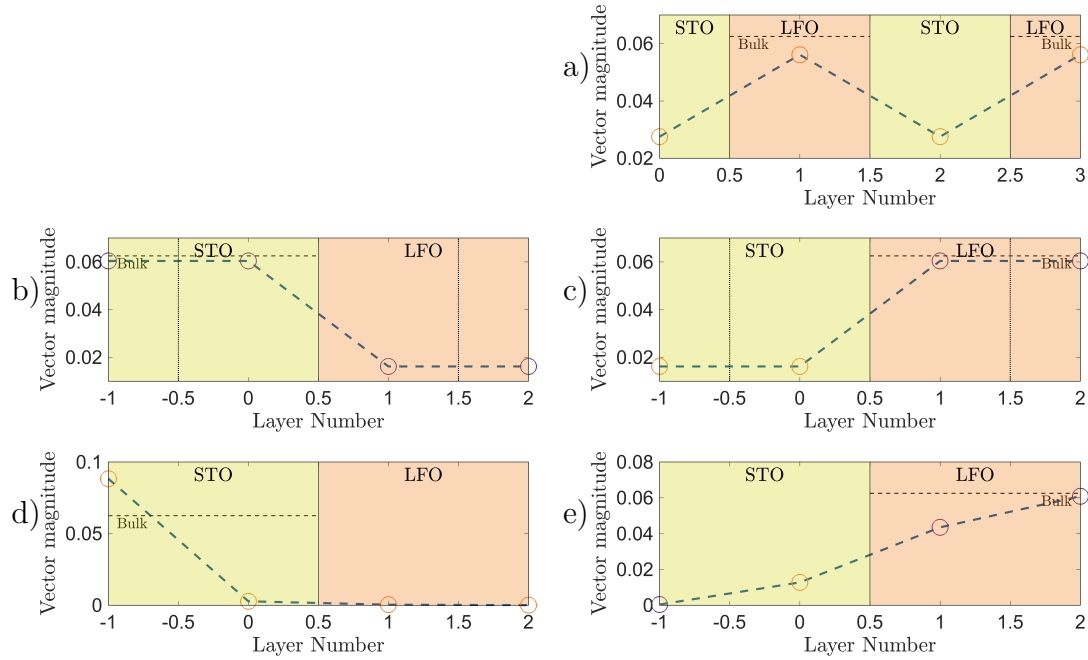 a)
Vector magnitude
STO LFO STO LFO
Bulk Bulk
0.06
0.04
0.02
0 0.5 1 1.5 2 2.5 3
Layer Number
b)
Vector magnitude
STO LFO
Bulk
0.06
0.04
0.02
-1 -0.5 0 0.5 1 1.5 2
Layer Number
c)
Vector magnitude
STO LFO
Bulk
0.06
0.04
0.02
-1 -0.5 0 0.5 1 1.5 2
Layer Number
d)
Vector magnitude
STO LFO
Bulk
0.1
0.05
0
-1 -0.5 0 0.5 1 1.5 2
Layer Number
e)
Vector magnitude
STO LFO
Bulk
0.08
0.06
0.04
0.02
0
-1 -0.5 0 0.5 1 1.5 2
Layer Number